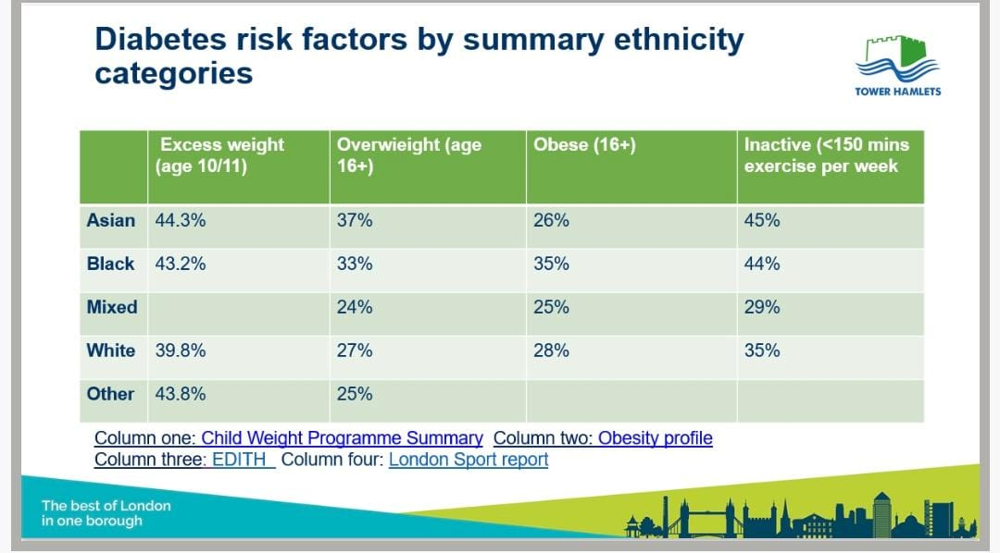 Diabetes risk factors by summary ethnicity
categories
TOWER HAMLETS
Excess weight
(age 10/11)
Overwieight (age
16+)
Obese (16+)
Inactive (<150 mins
exercise per week
Asian 44.3% 37% 26% 45%
Black 43.2% 33% 35% 44%
Mixed 24% 25% 29%
White 39.8% 27% 28% 35%
Other 43.8% 25%
Column one: Child Weight Programme Summary Column two: Obesity profile
Column three: EDITH Column four: London Sport report
The best of London
in one borough